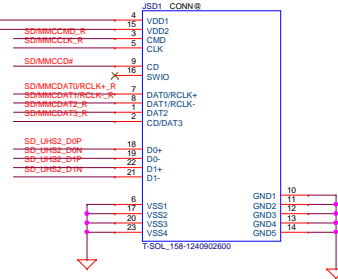 JSD1 CONN@
4 VDD1
15 VDD2
SD/MMCCMD_R 3 CMD
SD/MMCCLK_R 5 CLK
SD/MMCCD# 9 CD
16 SWIO
SD/MMCDAT0/RCLK+_R 7 DAT0/RCLK+
SD/MMCDAT1/RCLK-_R 8 DAT1/RCLK-
SD/MMCDAT2_R 1 DAT2
SD/MMCDAT3_R 2 CD/DAT3
SD_UHS2_D0P 18 D0+
SD_UHS2_D0N 19 D0-
SD_UHS2_D1P 22 D1+
SD_UHS2_D1N 21 D1-
6 VSS1 GND1 10
17 VSS2 GND2 11
20 VSS3 GND3 12
23 VSS4 GND4 13
GND5 14
T-SOL_158-1240902600